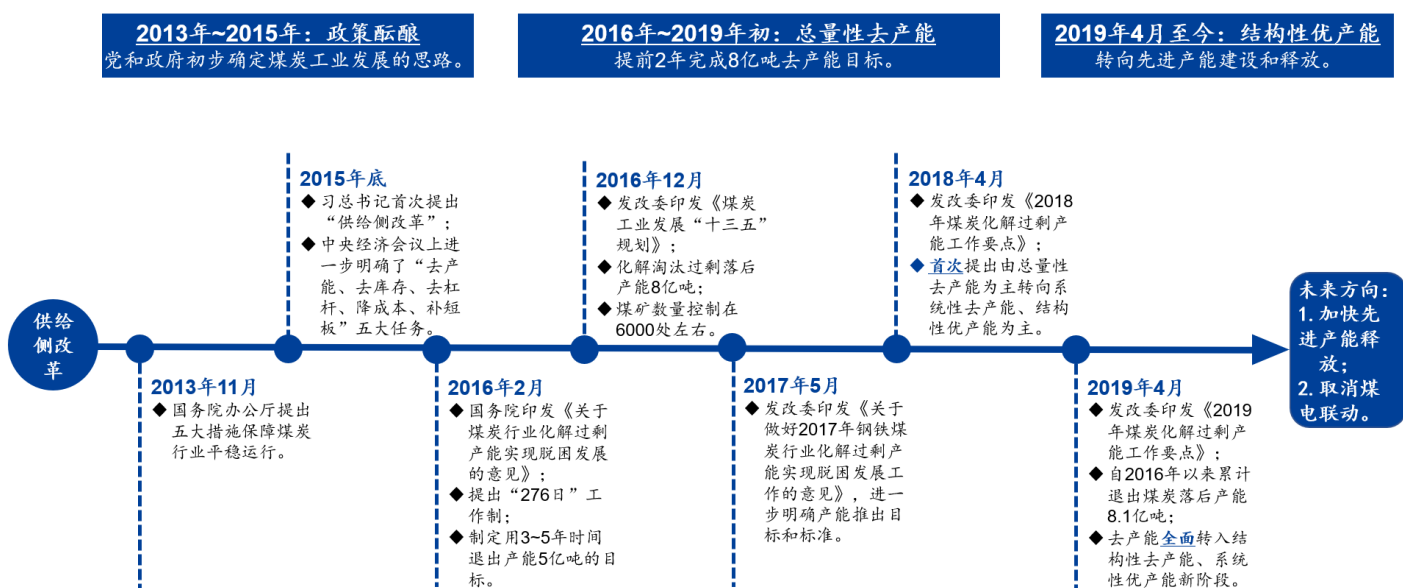 2013年~2015年：政策酝酿
党和政府初步确定煤炭工业发展的思路。
2016年~2019年初：总量性去产能
提前2年完成8亿吨去产能目标。
2019年4月至今：结构性优产能
转向先进产能建设和释放。
供给
侧改
革
2013年11月
◆ 国务院办公厅提出
五大措施保障煤炭
行业平稳运行。
2015年底
◆ 习总书记首次提出
“供给侧改革”；
◆ 中央经济会议上进
一步明确了“去产
能、去库存、去杠
杆、降成本、补短
板”五大任务。
2016年2月
◆ 国务院印发《关于
煤炭行业化解过剩
产能实现脱困发展
的意见》；
◆ 提出“276日”工
作制；
◆ 制定用3~5年时间
退出产能5亿吨的目
标。
2016年12月
◆ 发改委印发《煤炭
工业发展“十三五”
规划》；
◆ 化解淘汰过剩落后
产能8亿吨；
◆ 煤矿数量控制在
6000处左右。
2017年5月
◆ 发改委印发《关于
做好2017年钢铁煤
炭行业化解过剩产
能实现脱困发展工
作的意见》，进一
步明确产能推出目
标和标准。
2018年4月
◆ 发改委印发《2018
年煤炭化解过剩产
能工作要点》；
◆ 首次提出由总量性
去产能为主转向系
统性去产能、结构
性优产能为主。
2019年4月
◆ 发改委印发《2019
年煤炭化解过剩产
能工作要点》；
◆ 自2016年以来累计
退出煤炭落后产能
8.1亿吨；
◆ 去产能全面转入结
构性去产能、系统
性优产能新阶段。
未来方向：
1. 加快先
进产能释
放；
2. 取消煤
电联动。